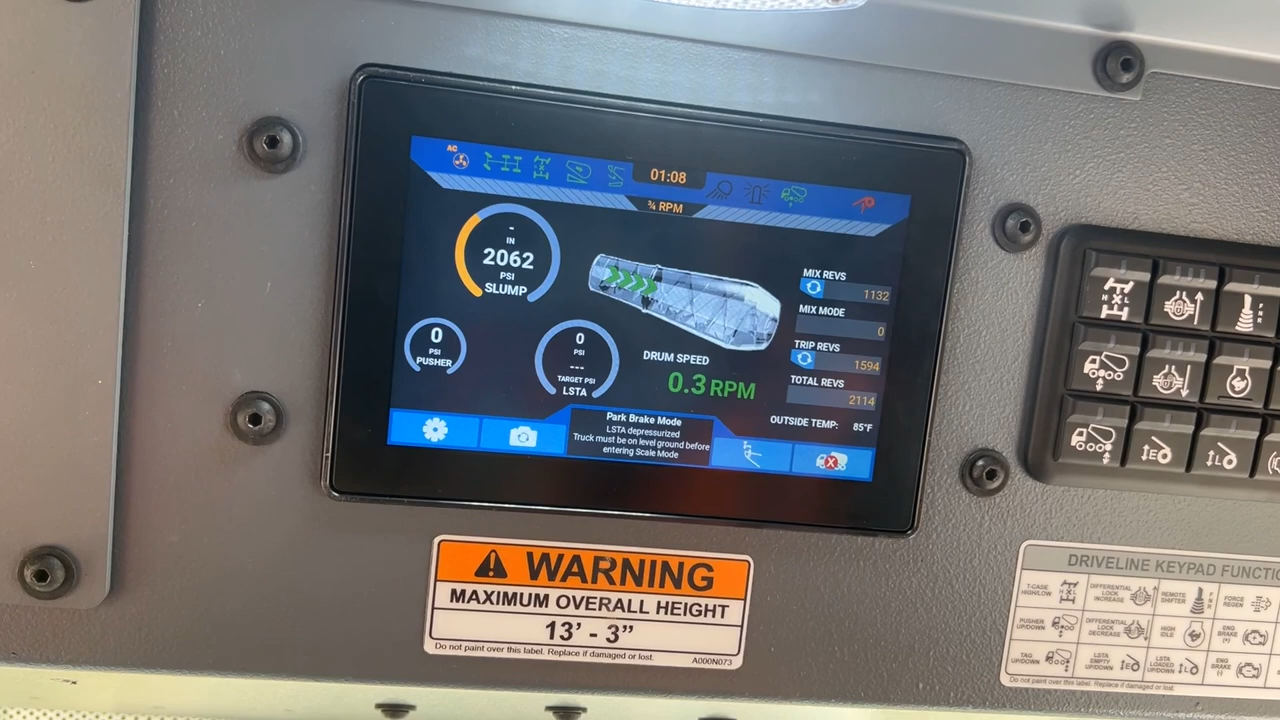 AC
01:08
¾ RPM
-
IN
2062
PSI
SLUMP
0
PSI
PUSHER
0
PSI
---
TARGET PSI
LSTA
DRUM SPEED
0.3 RPM
MIX REVS
1132
MIX MODE
0
TRIP REVS
1594
TOTAL REVS
2114
OUTSIDE TEMP: 85°F
Park Brake Mode
LSTA depressurized
Truck must be on level ground before
entering Scale Mode
H L
F
N
R
E
L
WARNING
MAXIMUM OVERALL HEIGHT
13' - 3”
Do not paint over this label. Replace if damaged or lost.
A000N073
DRIVELINE KEYPAD FUNCTIO
T-CASE
HIGH/LOW
H L
DIFFERENTIAL
LOCK
INCREASE
REMOTE
SHIFTER
F
N
R
FORCE
REGEN
PUSHER
UP/DOWN
DIFFERENTIAL
LOCK
DECREASE
HIGH
IDLE
ENG
BRAKE
(+)
TAG
UP/DOWN
LSTA
EMPTY
UP/DOWN
E
LSTA
LOADED
UP/DOWN
L
ENG
BRAKE
(-)
Do not paint over this label. Replace if damaged or lost.